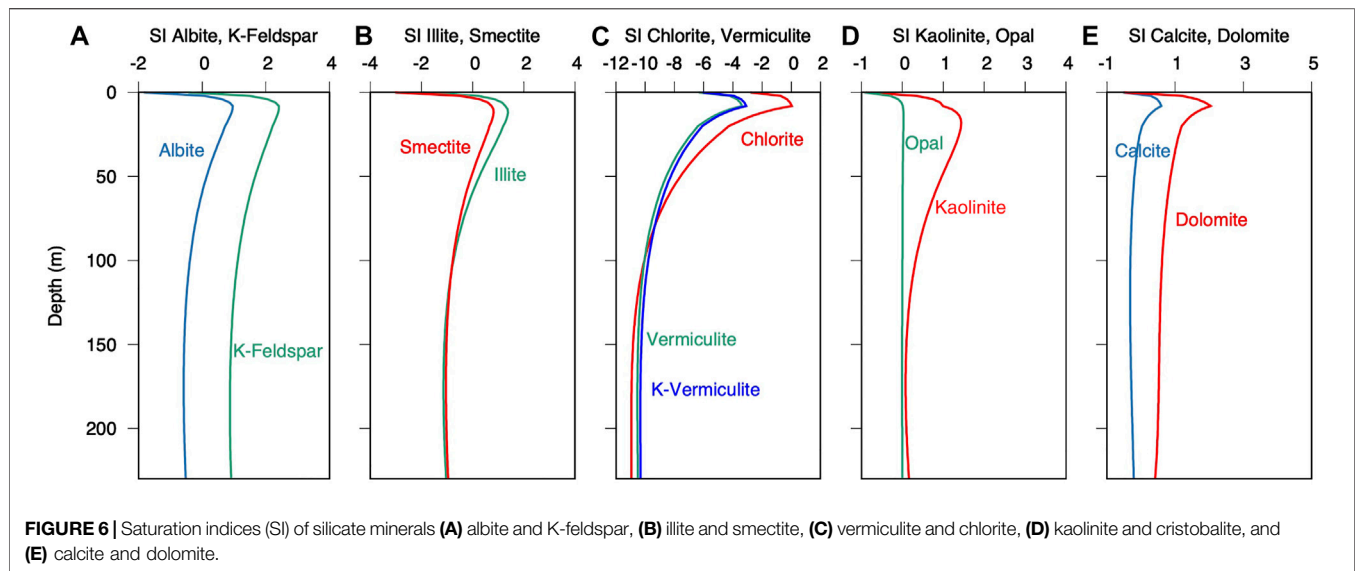 A SI Albite, K-Feldspar B SI Illite, Smectite C SI Chlorite, Vermiculite D SI Kaolinite, Opal E SI Calcite, Dolomite
-2 0 2 4 -4 -2 0 2 4 -12 -10 -8 -6 -4 -2 0 2 -1 0 1 2 3 4 -1 1 3 5
0
50
100
150
200
Depth (m)
Albite
K-Feldspar
Smectite
Illite
Chlorite
Vermiculite
K-Vermiculite
Opal
Kaolinite
Calcite
Dolomite
FIGURE 6 | Saturation indices (SI) of silicate minerals (A) albite and K-feldspar, (B) illite and smectite, (C) vermiculite and chlorite, (D) kaolinite and cristobalite, and
(E) calcite and dolomite.